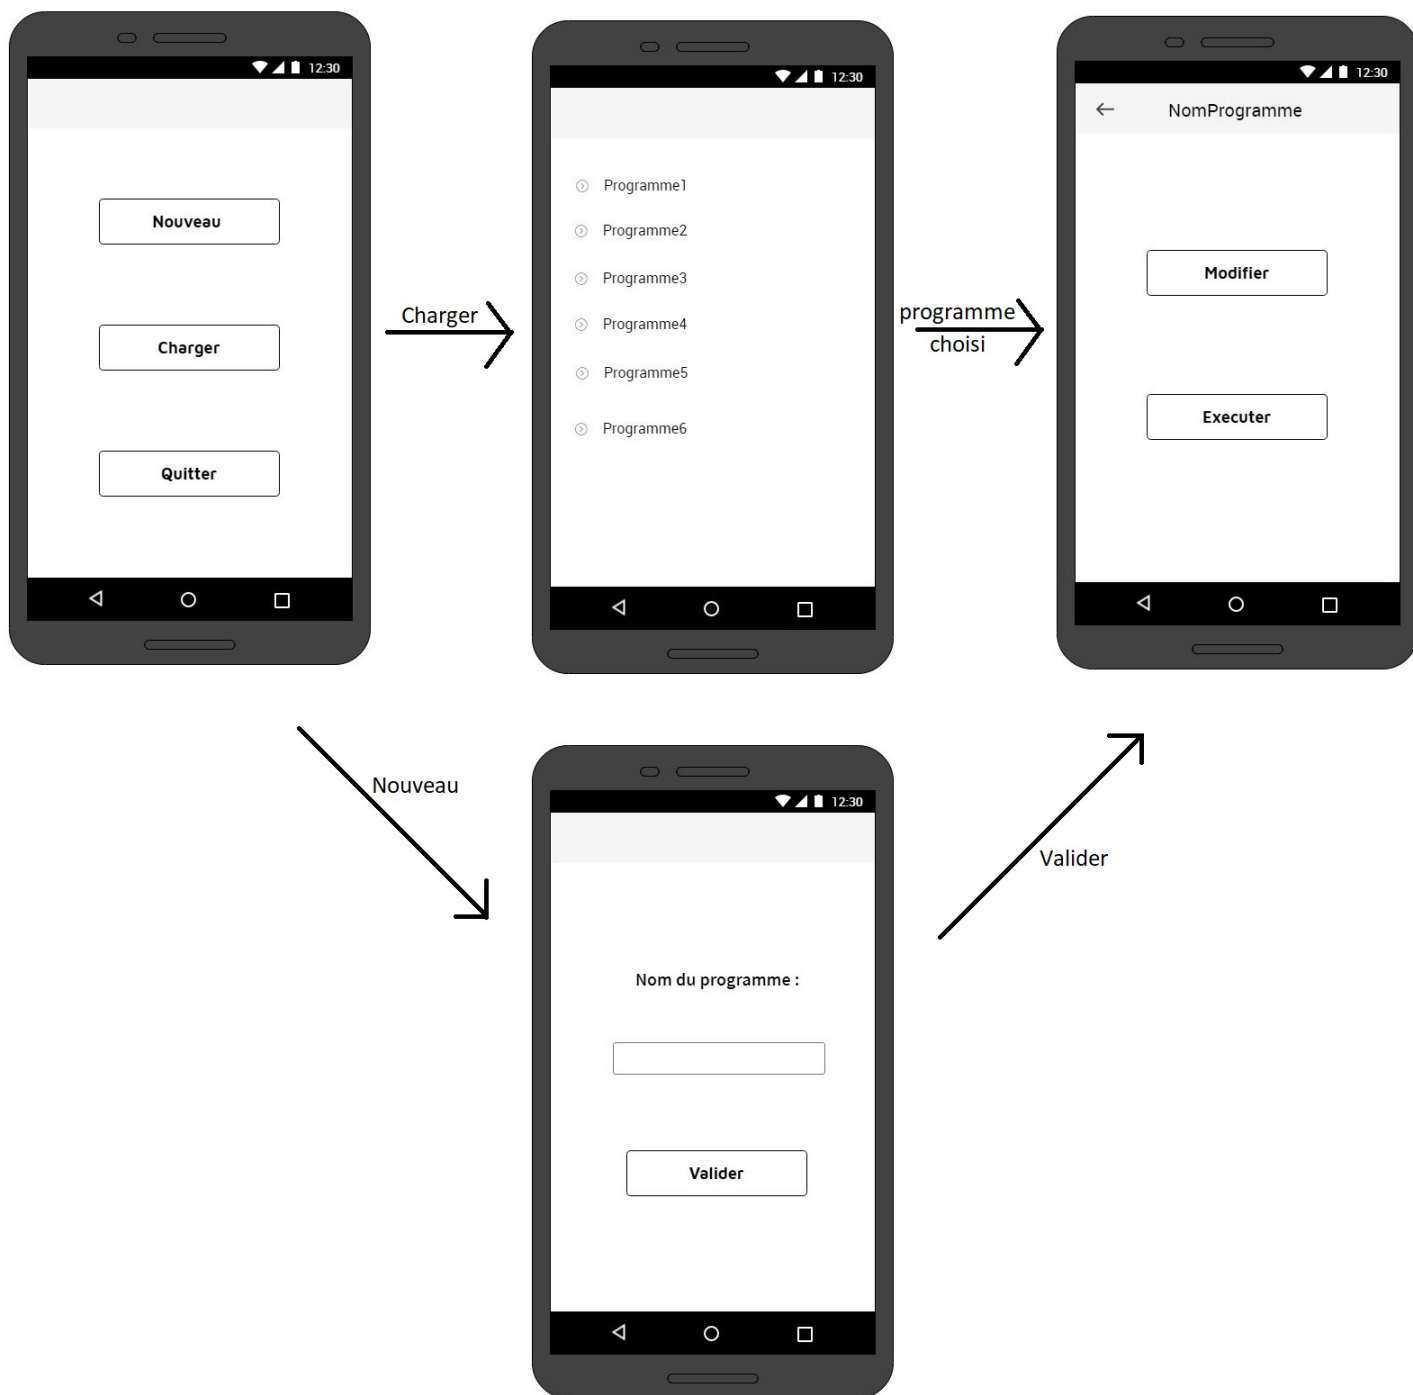 12:30
Nouveau
Charger
Quitter
Charger
12:30
Programme1
Programme2
Programme3
Programme4
Programme5
Programme6
programme
choisi
12:30
NomProgramme
Modifier
Executer
Nouveau
12:30
Nom du programme :
Valider
Valider